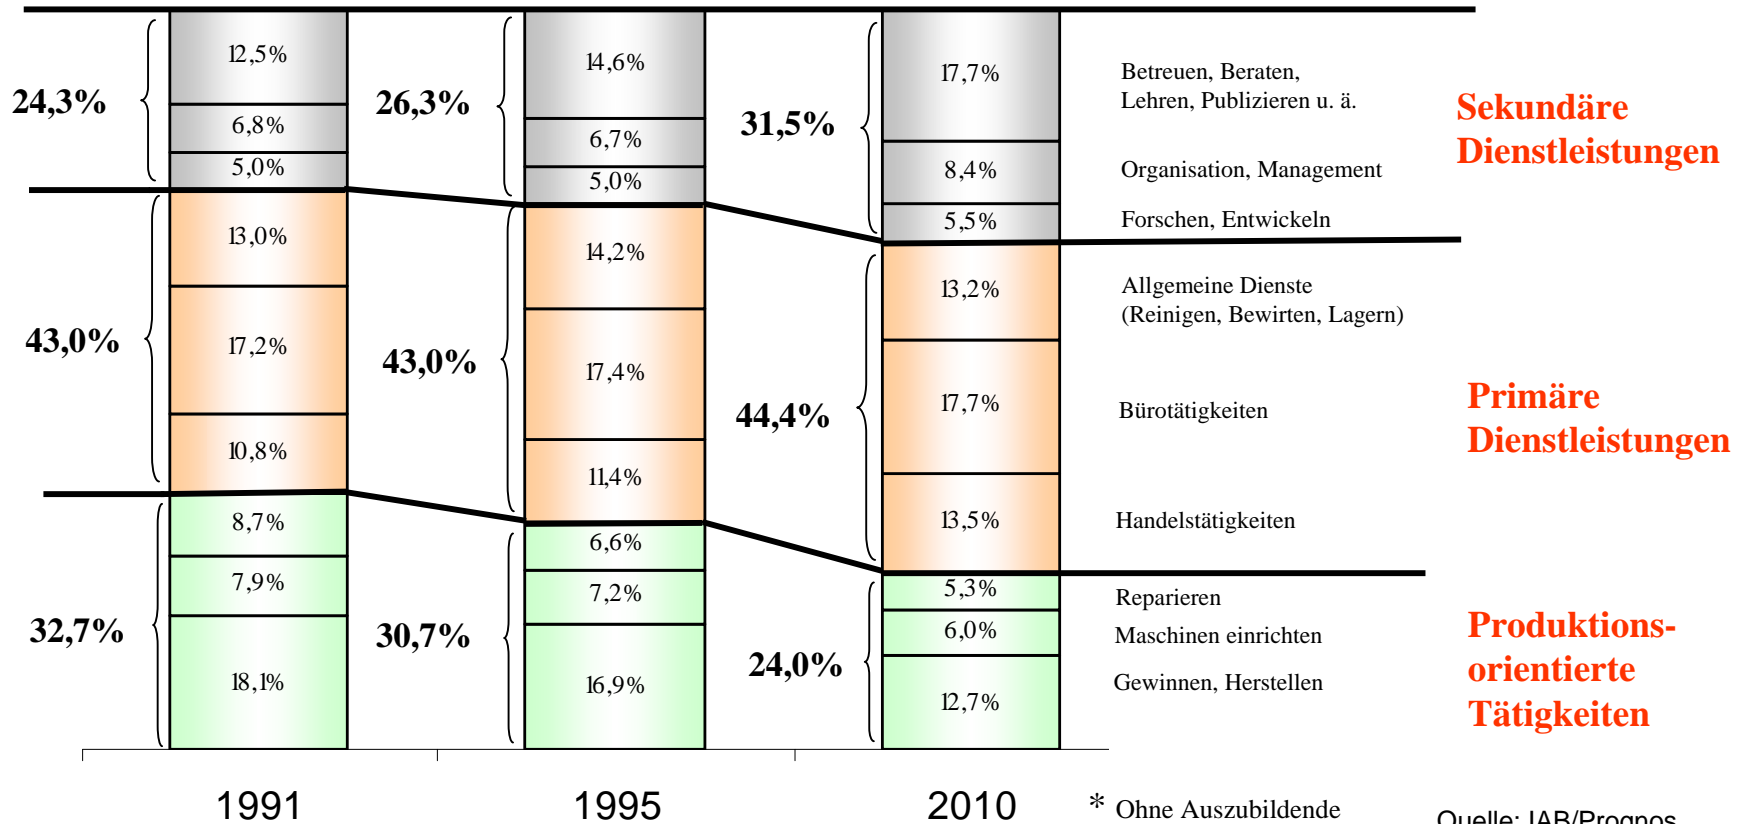 24,3%
12,5%
6,8%
5,0%
26,3%
14,6%
6,7%
5,0%
31,5%
17,7%
8,4%
5,5%
Betreuen, Beraten,
Lehren, Publizieren u. ä.
Organisation, Management
Forschen, Entwickeln
Sekundäre
Dienstleistungen
43,0%
13,0%
17,2%
10,8%
43,0%
14,2%
17,4%
11,4%
44,4%
13,2%
17,7%
13,5%
Allgemeine Dienste
(Reinigen, Bewirten, Lagern)
Bürotätigkeiten
Handelstätigkeiten
Primäre
Dienstleistungen
32,7%
8,7%
7,9%
18,1%
30,7%
6,6%
7,2%
16,9%
24,0%
5,3%
6,0%
12,7%
Reparieren
Maschinen einrichten
Gewinnen, Herstellen
Produktions-
orientierte
Tätigkeiten
1991
1995
2010
* Ohne Auszubildende
Quelle: IAB/Prognos